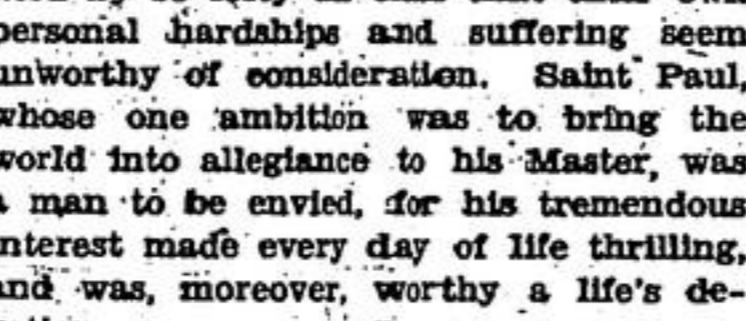 personal hardships and suffering seem
unworthy of consideration. Saint Paul,
whose one ambition was to bring the
world into allegiance to his Master, was
a man to be envied, for his tremendous
interest made every day of life thrilling,
and was, moreover, worthy a life's de-